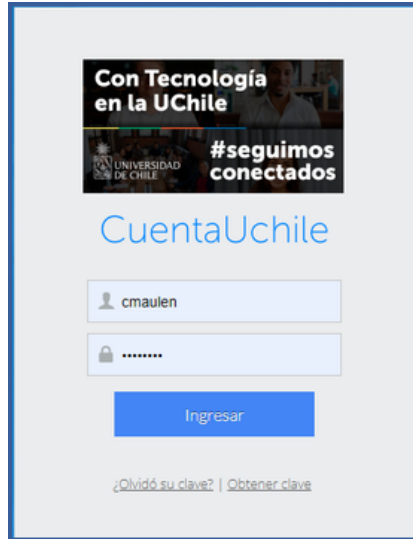 Con Tecnología
en la UChile
#seguimos
conectados
UNIVERSIDAD
DE CHILE
CuentaUchile
cmaulen
••••••••
Ingresar
¿Olvidó su clave? | Obtener clave